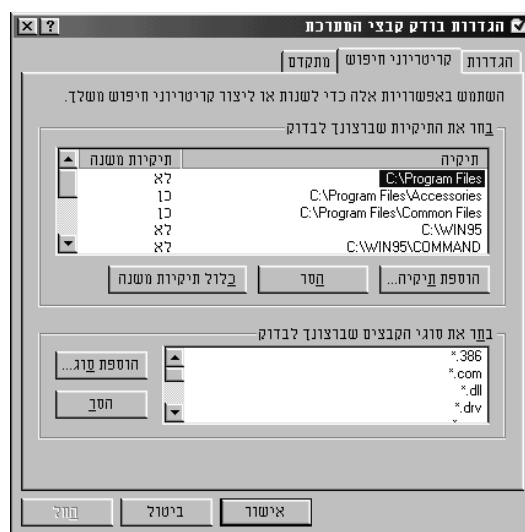 הגדרות בודק קבצי המערכת
הגדרות קריטריוני חיפוש מתקדם
השתמש באפשרויות אלה כדי לשנות או ליצור קריטריוני חיפוש משלך.
בחר את התיקיות שברצונך לבדוק
תיקיה תיקיות משנה
C:\Program Files לא
C:\Program Files\Accessories כן
C:\Program Files\Common Files כן
C:\WIN95 לא
C:\WIN95\COMMAND לא
הוספת תיקיה... הסר כלול תיקיות משנה
בחר את סוגי הקבצים שברצונך לבדוק
*.386
*.com
*.dll
*.drv
הוספת סוג...
הסר
אישור ביטול החל